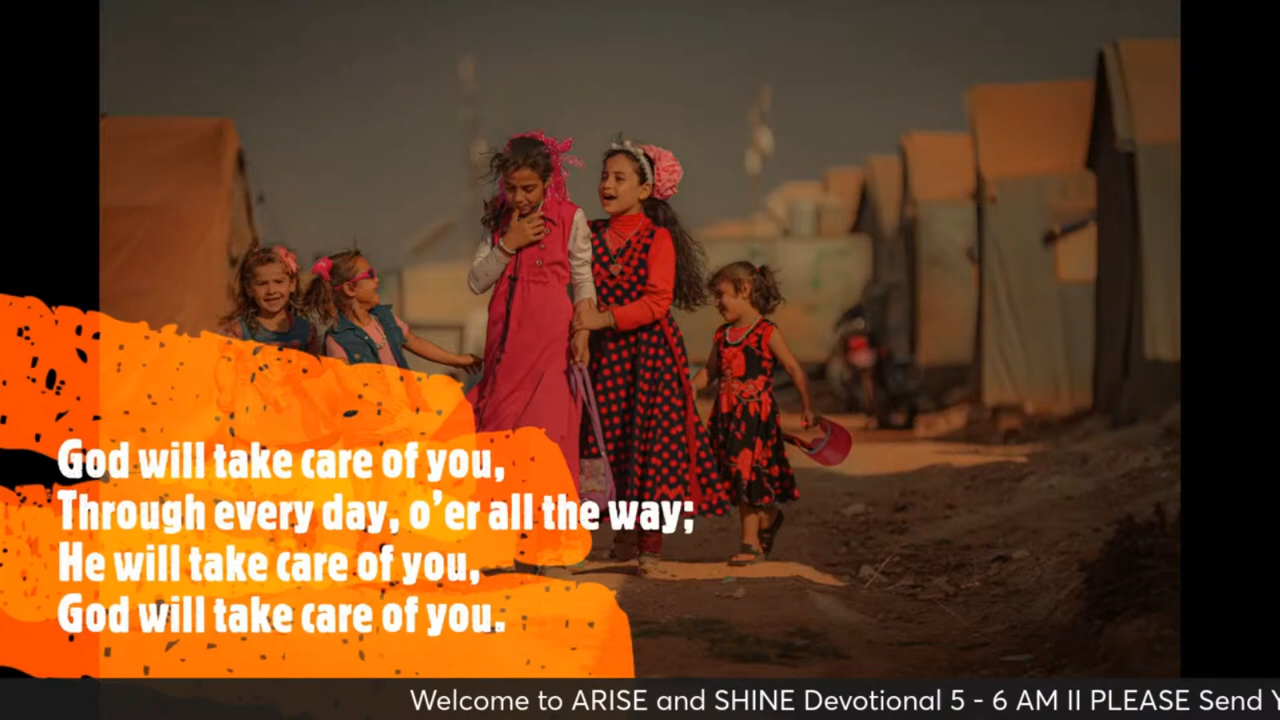 God will take care of you,
Through every day, o'er all the way;
He will take care of you,
God will take care of you.
Welcome to ARISE and SHINE Devotional 5 - 6 AM II PLEASE Send